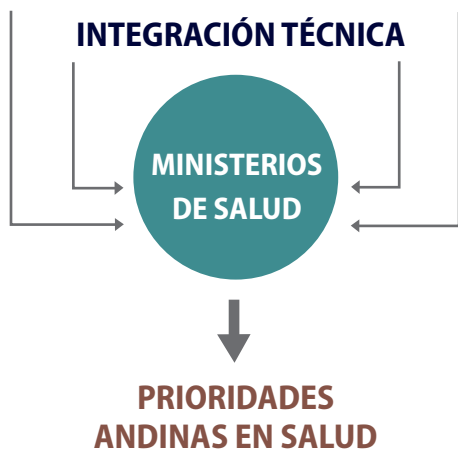 INTEGRACIÓN TÉCNICA
MINISTERIOS
DE SALUD
PRIORIDADES
ANDINAS EN SALUD